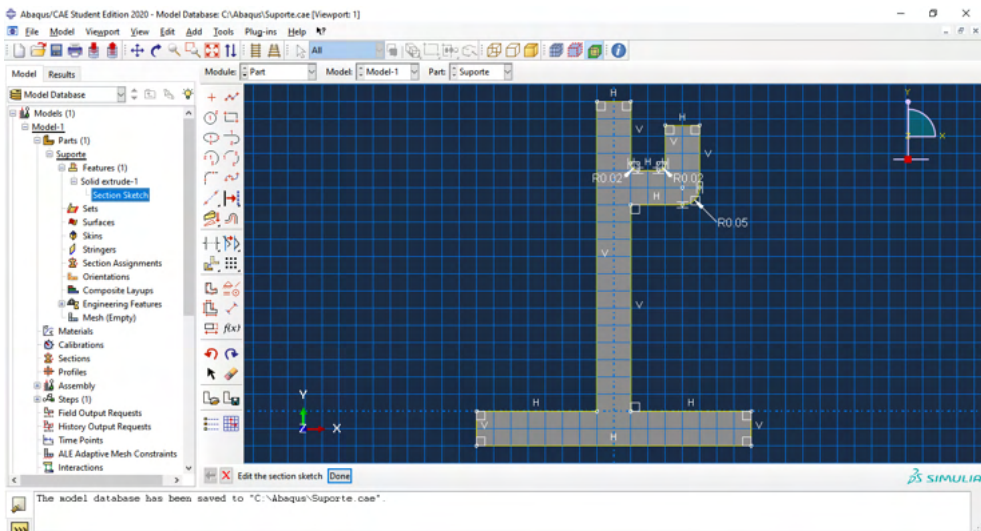 Abaqus/CAE Student Edition 2020 - Model Database: C:\Abaqus\Suporte.cae [Viewport: 1]
File Model Viewport View Edit Add Tools Plug-ins Help
All
Model Results
Module: Part Model: Model-1 Part: Suporte
Model Database
Models (1)
Model-1
Parts (1)
Suporte
Features (1)
Solid extrude-1
Section Sketch
Sets
Surfaces
Skins
Stringers
Section Assignments
Orientations
Composite Layups
Engineering Features
Mesh (Empty)
Materials
Calibrations
Sections
Profiles
Assembly
Steps (1)
Field Output Requests
History Output Requests
Time Points
ALE Adaptive Mesh Constraints
Interactions
f(x)
H
H
V
V
V
H
R0.02
R0.02
H
R0.05
V
V
H
H
V
V
H
Y
X
Y
Z
X
Edit the section sketch Done
SIMULIA
The model database has been saved to "C:\Abaqus\Suporte.cae".